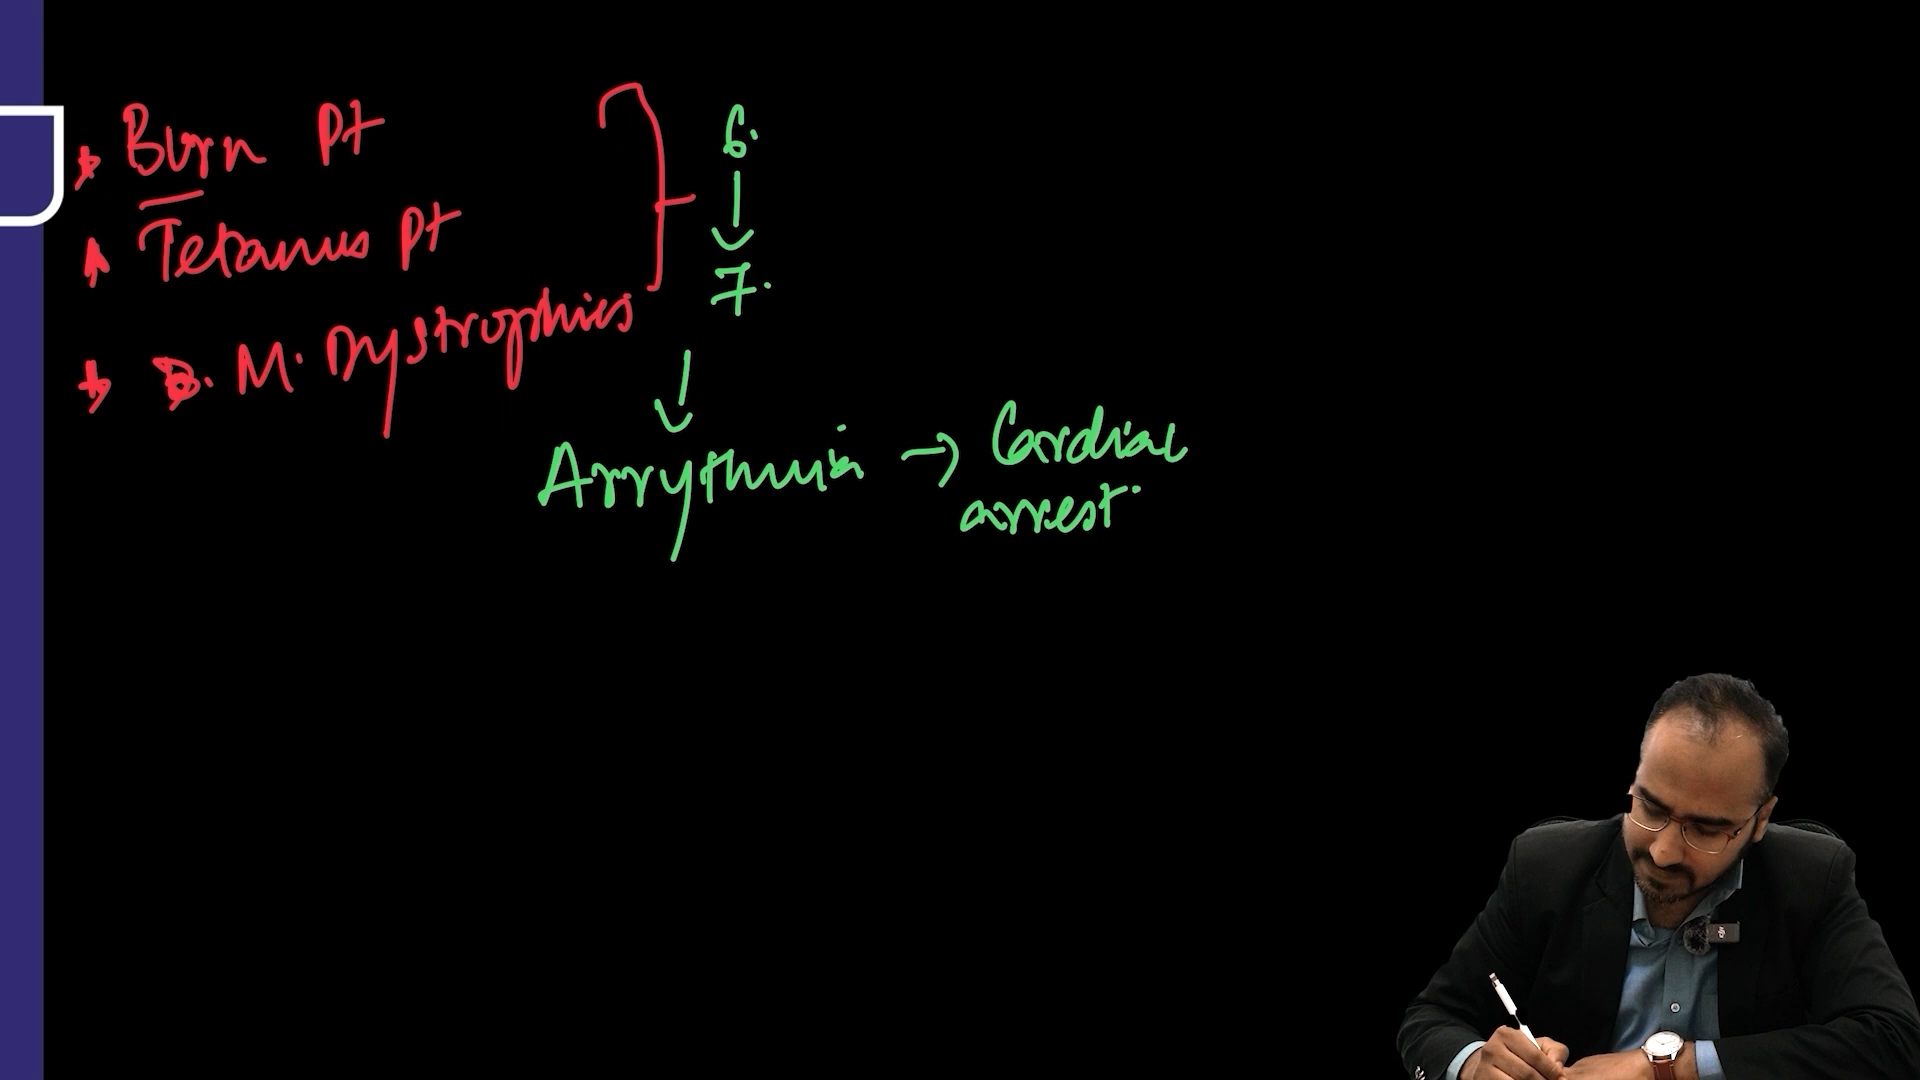 Burn Pt
Tetanus Pt
M. Dystrophies
6.
7.
Arrythmia → Cardiac
arrest.